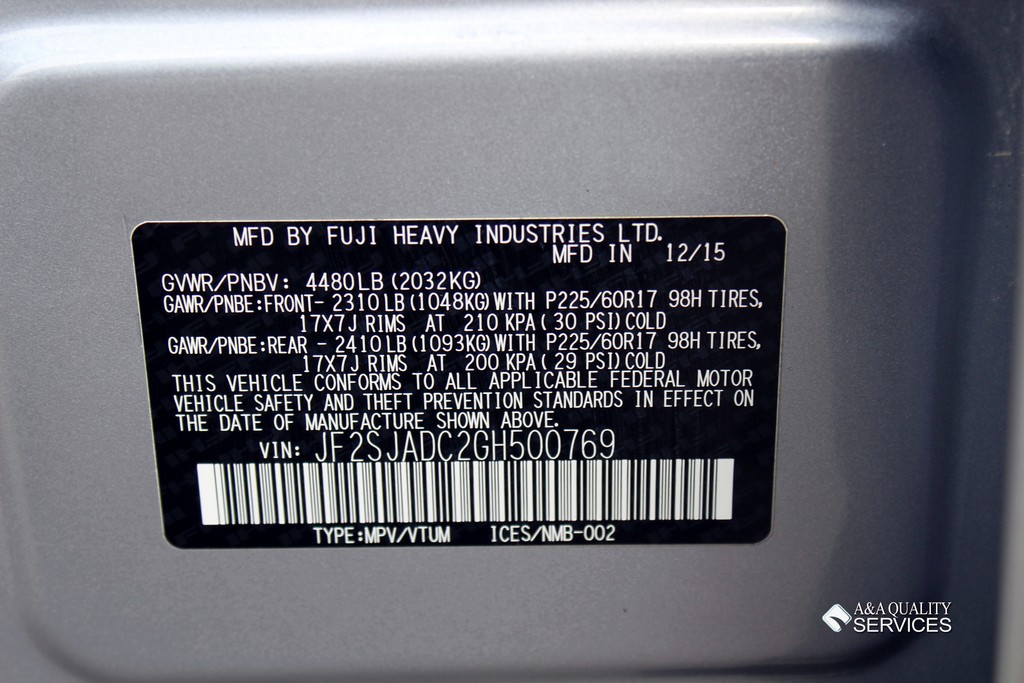 MFD BY FUJI HEAVY INDUSTRIES LTD.
MFD IN 12/15
GVWR/PNBV: 4480LB (2032KG)
GAWR/PNBE:FRONT- 2310LB (1048KG) WITH P225/60R17 98H TIRES,
17X7J RIMS AT 210 KPA ( 30 PSI) COLD
GAWR/PNBE:REAR - 2410LB (1093KG) WITH P225/60R17 98H TIRES,
17X7J RIMS AT 200 KPA ( 29 PSI) COLD
THIS VEHICLE CONFORMS TO ALL APPLICABLE FEDERAL MOTOR
VEHICLE SAFETY AND THEFT PREVENTION STANDARDS IN EFFECT ON
THE DATE OF MANUFACTURE SHOWN ABOVE.
VIN: JF2SJADC2GH500769
TYPE:MPV/VTUM ICES/NMB-002
A&A QUALITY
SERVICES